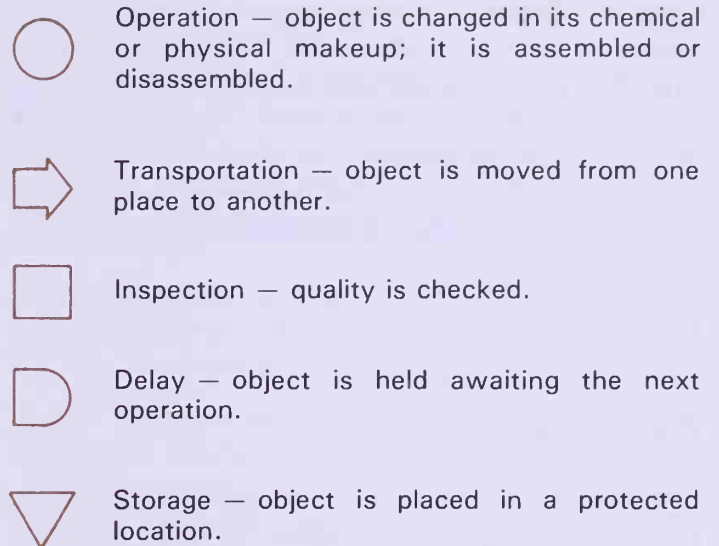 Operation — object is changed in its chemical
or physical makeup; it is assembled or
disassembled.
Transportation — object is moved from one
place to another.
Inspection — quality is checked.
Delay — object is held awaiting the next
operation.
Storage — object is placed in a protected
location.